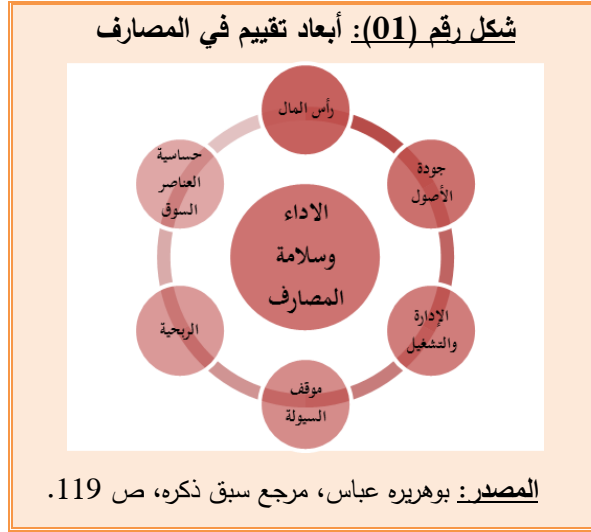 شكل رقم (01): أبعاد تقييم في المصارف
رأس المال
جودة
الأصول
الإدارة
والتشغيل
موقف
السيولة
الربحية
حساسية
العناصر
السوق
الاداء
وسلامة
المصارف
المصدر: بوهريره عباس، مرجع سبق ذكره، ص 119.